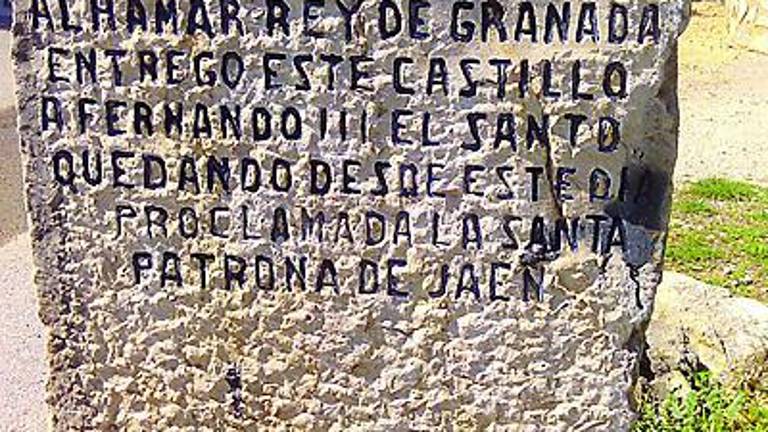 ALHAMAR REY DE GRANADA
ENTREGO ESTE CASTILLO
A FERNANDO III EL SANTO
QUEDANDO DESDE ESTE DIA
PROCLAMADA LA SANTA
PATRONA DE JAEN